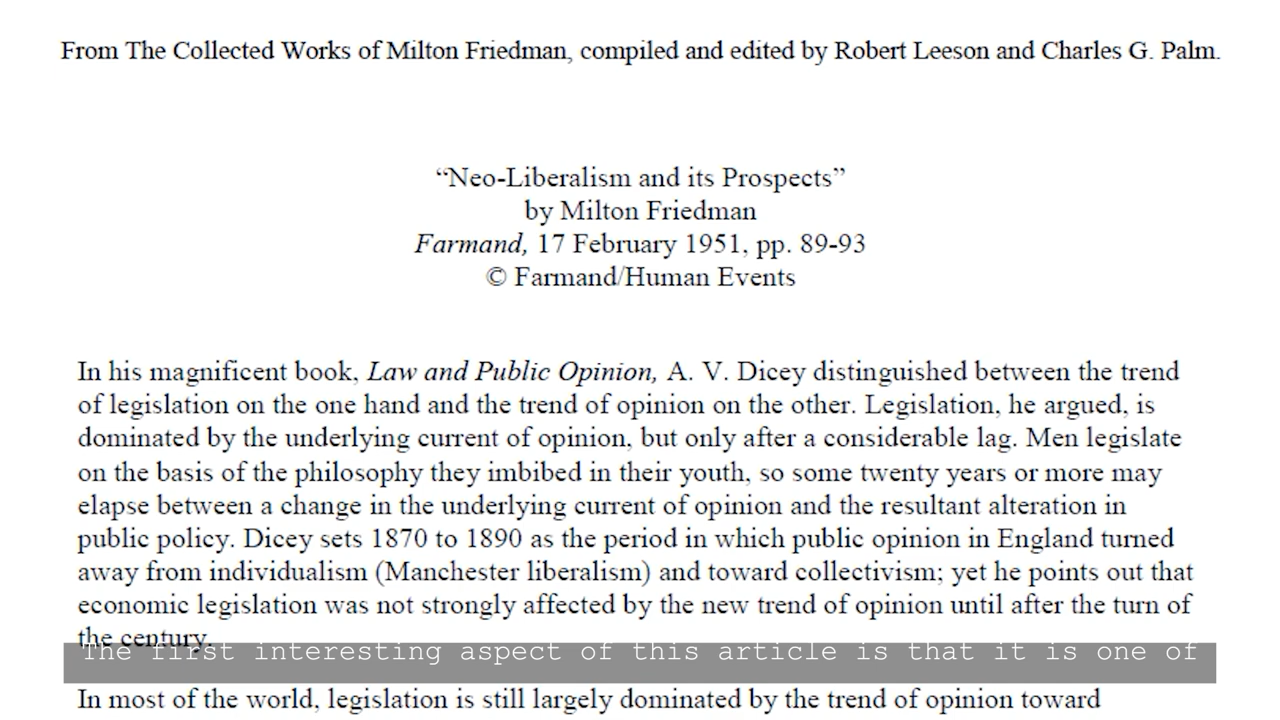 From The Collected Works of Milton Friedman, compiled and edited by Robert Leeson and Charles G. Palm.
“Neo-Liberalism and its Prospects”
by Milton Friedman
Farmand, 17 February 1951, pp. 89-93
© Farmand/Human Events
In his magnificent book, Law and Public Opinion, A. V. Dicey distinguished between the trend
of legislation on the one hand and the trend of opinion on the other. Legislation, he argued, is
dominated by the underlying current of opinion, but only after a considerable lag. Men legislate
on the basis of the philosophy they imbibed in their youth, so some twenty years or more may
elapse between a change in the underlying current of opinion and the resultant alteration in
public policy. Dicey sets 1870 to 1890 as the period in which public opinion in England turned
away from individualism (Manchester liberalism) and toward collectivism; yet he points out that
economic legislation was not strongly affected by the new trend of opinion until after the turn of
the century.
The first interesting aspect of this article is that it is one of
In most of the world, legislation is still largely dominated by the trend of opinion toward